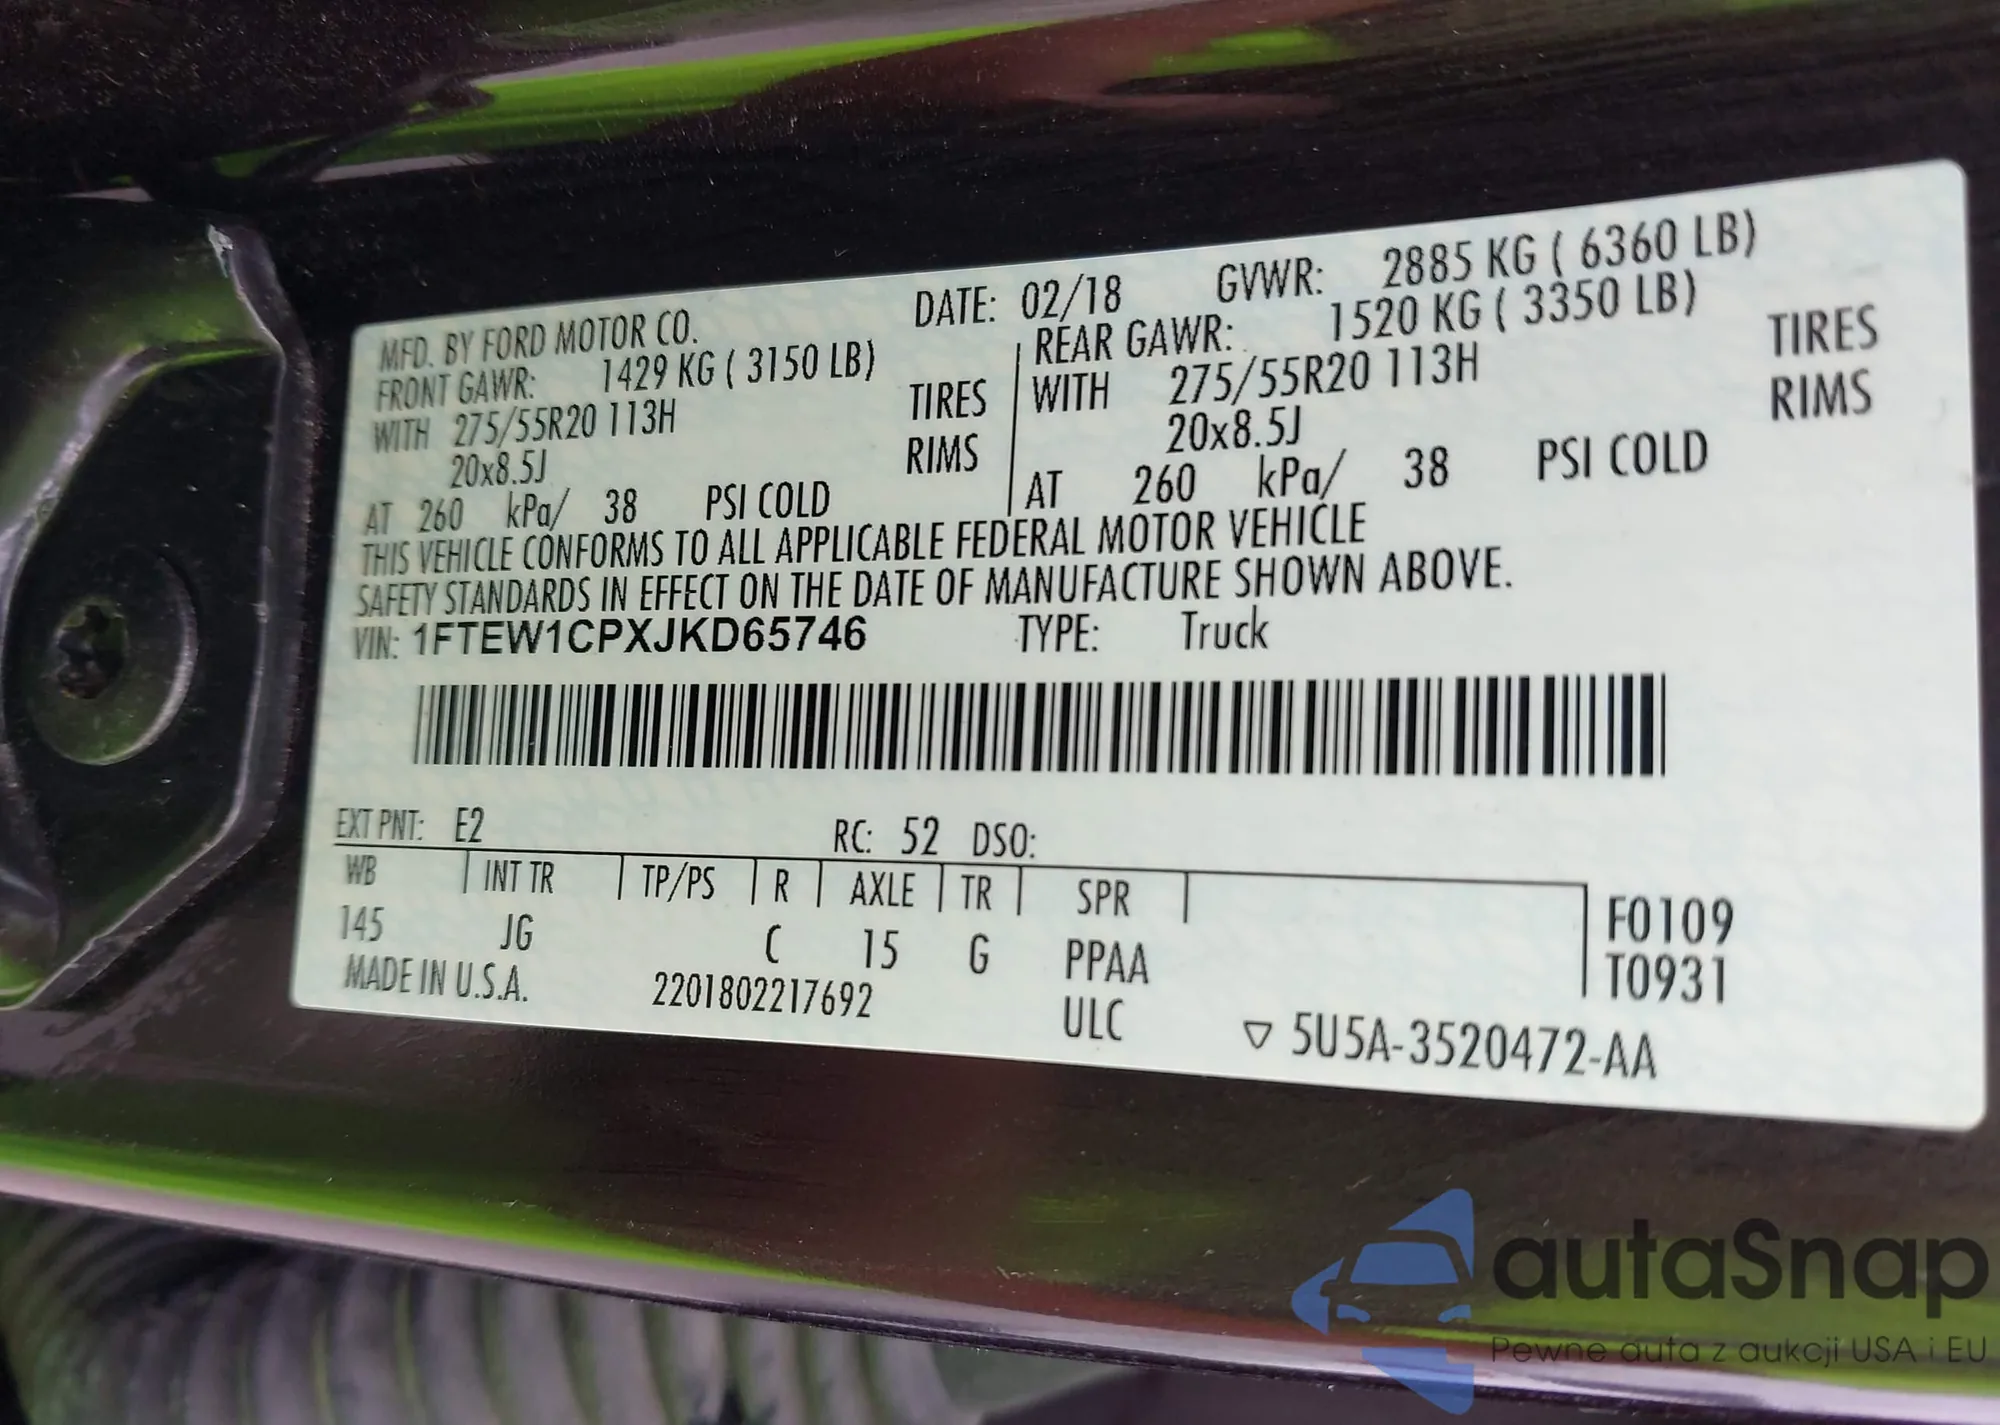 MFD. BY FORD MOTOR CO. DATE: 02/18 GVWR: 2885 KG ( 6360 LB)
FRONT GAWR: 1429 KG ( 3150 LB) REAR GAWR: 1520 KG ( 3350 LB)
WITH 275/55R20 113H TIRES WITH 275/55R20 113H TIRES
20x8.5J RIMS 20x8.5J RIMS
AT 260 kPa/ 38 PSI COLD AT 260 kPa/ 38 PSI COLD
THIS VEHICLE CONFORMS TO ALL APPLICABLE FEDERAL MOTOR VEHICLE
SAFETY STANDARDS IN EFFECT ON THE DATE OF MANUFACTURE SHOWN ABOVE.
VIN: 1FTEW1CPXJKD65746 TYPE: Truck
EXT PNT: E2 RC: 52 DSO:
WB INT TR TP/PS R AXLE TR SPR F0109
145 JG C 15 G PPAA T0931
MADE IN U.S.A. 2201802217692 ULC ▽ 5U5A-3520472-AA
autaSnap
Pewne auta z aukcji USA i EU